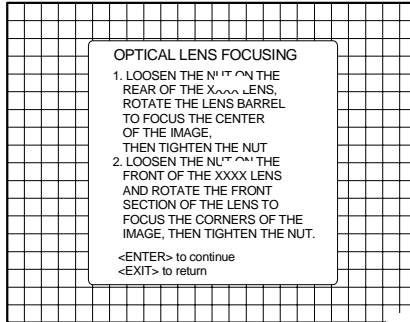 OPTICAL LENS FOCUSING
1. LOOSEN THE NUT ON THE
REAR OF THE XXXX LENS,
ROTATE THE LENS BARREL
TO FOCUS THE CENTER
OF THE IMAGE,
THEN TIGHTEN THE NUT
2. LOOSEN THE NUT ON THE
FRONT OF THE XXXX LENS
AND ROTATE THE FRONT
SECTION OF THE LENS TO
FOCUS THE CORNERS OF THE
IMAGE, THEN TIGHTEN THE NUT.
<ENTER> to continue
<EXIT> to return